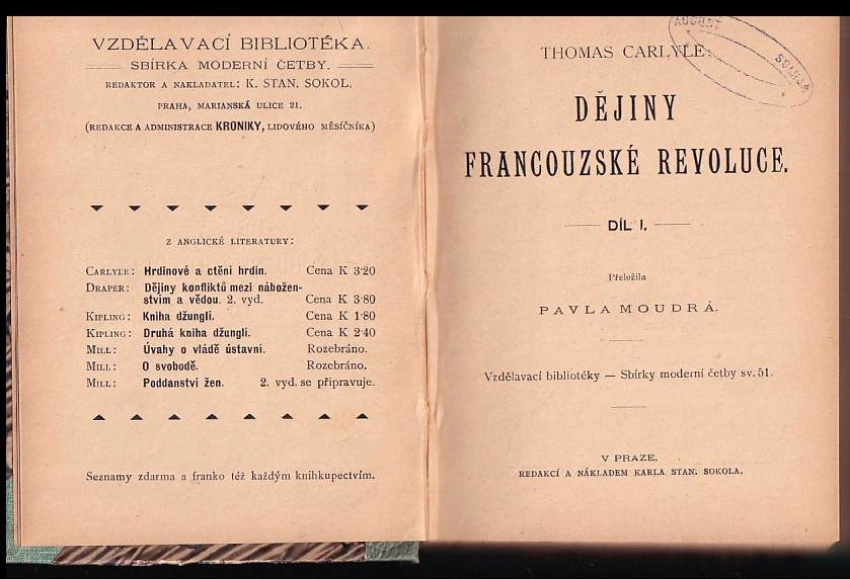 VZDĚLAVACÍ BIBLIOTÉKA.
SBÍRKA MODERNÍ ČETBY.
REDAKTOR A NAKLADATEL: K. STAN. SOKOL.
PRAHA, MARIANSKÁ ULICE 21.
(REDAKCE A ADMINISTRACE KRONIKY, LIDOVÉHO MĚSÍČNÍKA)
Z ANGLICKÉ LITERATURY:
CARLYLE: Hrdinové a ctění hrdin. Cena K 3·20
DRAPER: Dějiny konfliktů mezi nábožen-
stvím a vědou. 2. vyd. Cena K 3·80
KIPLING: Kniha džunglí. Cena K 1·80
KIPLING: Druhá kniha džunglí. Cena K 2·40
MILL: Úvahy o vládě ústavní. Rozebráno.
MILL: O svobodě. Rozebráno.
MILL: Poddanství žen. 2. vyd. se připravuje.
Seznamy zdarma a franko též každým knihkupectvím.
AUGUST
THOMAS CARLYLE:
DĚJINY
FRANCOUZSKÉ REVOLUCE.
DÍL I.
Přeložila
PAVLA MOUDRÁ.
Vzdělavací bibliotéky — Sbírky moderní četby sv. 51.
V PRAZE.
REDAKCÍ A NÁKLADEM KARLA STAN. SOKOLA.